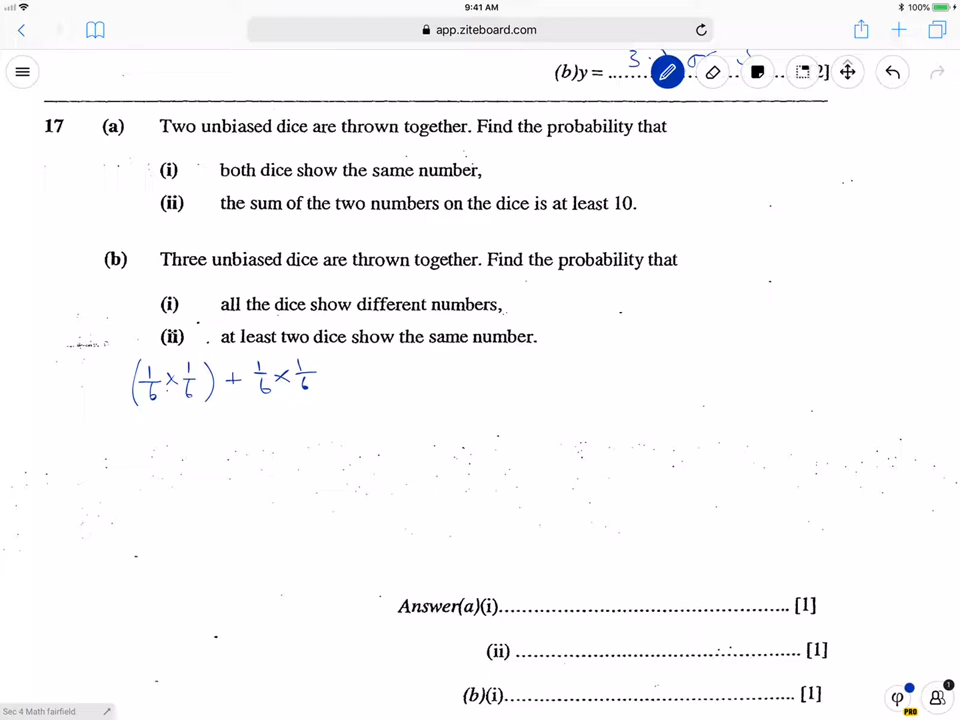 9:41 AM
100%
app.ziteboard.com
(b)y = ............ 2]
17 (a) Two unbiased dice are thrown together. Find the probability that
(i) both dice show the same number,
(ii) the sum of the two numbers on the dice is at least 10.
(b) Three unbiased dice are thrown together. Find the probability that
(i) all the dice show different numbers,
(ii) at least two dice show the same number.
(1/6 × 1/6) + 1/6 × 1/6
Answer(a)(i)........................................................ [1]
(ii) ........................................................ [1]
(b)(i)........................................................ [1]
Sec 4 Math fairfield
φ PRO
1